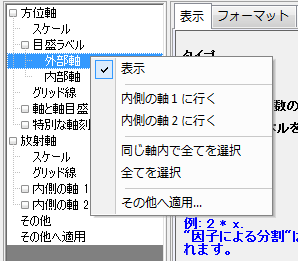 方位軸
スケール
目盛ラベル
外部軸
内部軸
グリッド線
軸と軸目盛
特別な軸刻
放射軸
スケール
グリッド線
内側の軸 1
内側の軸 2
その他
その他へ適用
表示
内側の軸 1 に行く
内側の軸 2 に行く
同じ軸内で全てを選択
全てを選択
その他へ適用...
表示
フォーマット
タイプ
数の
ベルを
例: 2 * x.
"因子による分割"は
れます。